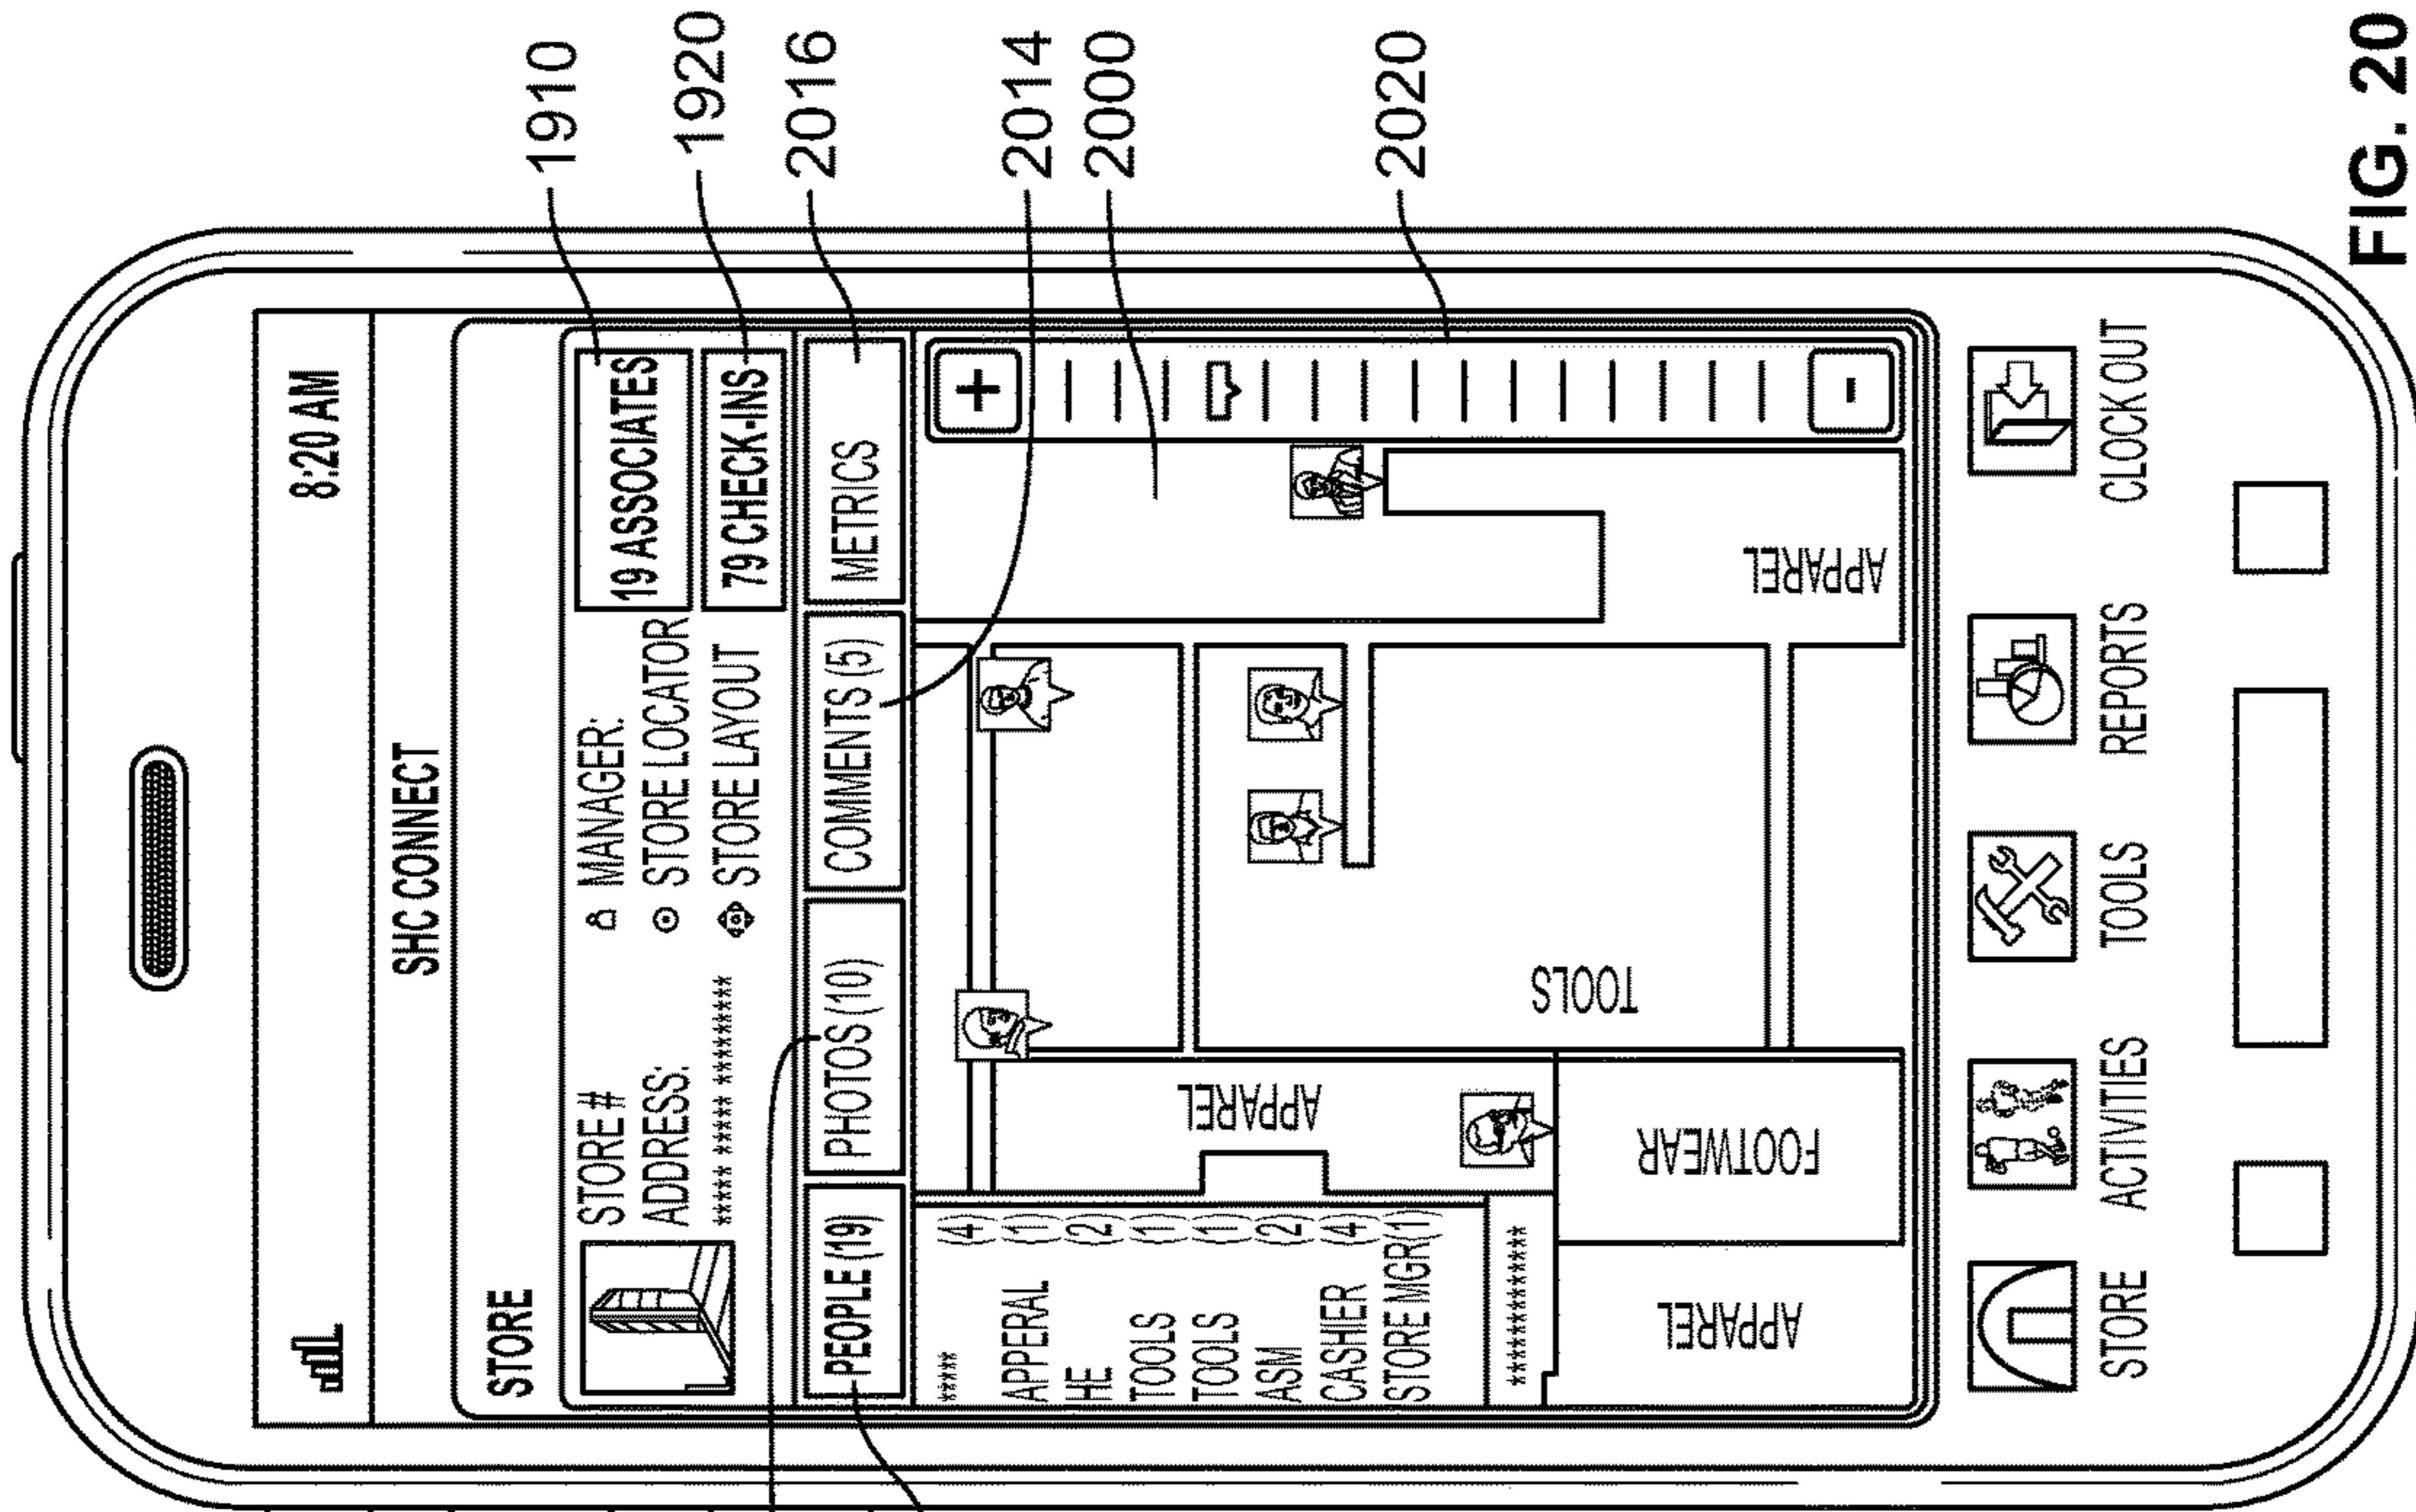 8:20 AM
SHC CONNECT
STORE
STORE #
ADDRESS:
***** ***** *********
MANAGER:
STORE LOCATOR
STORE LAYOUT
19 ASSOCIATES
79 CHECK-INS
PEOPLE (19)
PHOTOS (10)
COMMENTS (5)
METRICS
***** (4)
APPERAL (1)
HE (2)
TOOLS (1)
TOOLS (1)
ASM (2)
CASHIER (4)
STORE MGR(1)
**************
APPAREL
FOOTWEAR
APPAREL
TOOLS
APPAREL
+
-
STORE
ACTIVITIES
TOOLS
REPORTS
CLOCK OUT
1910
1920
2016
2014
2000
2020
FIG. 20